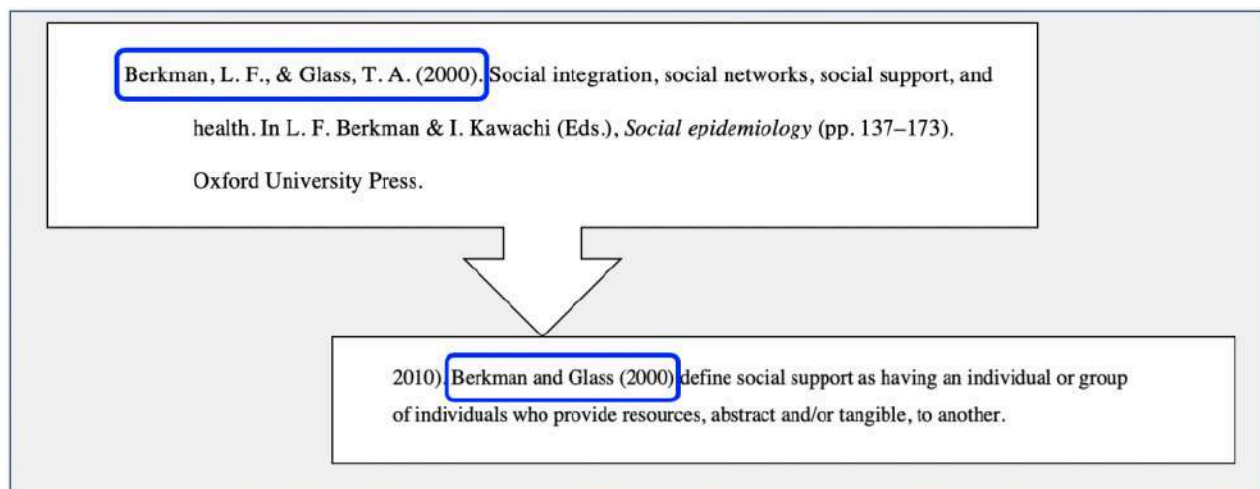 Berkman, L. F., & Glass, T. A. (2000). Social integration, social networks, social support, and
health. In L. F. Berkman & I. Kawachi (Eds.), Social epidemiology (pp. 137–173).
Oxford University Press.
2010). Berkman and Glass (2000) define social support as having an individual or group
of individuals who provide resources, abstract and/or tangible, to another.